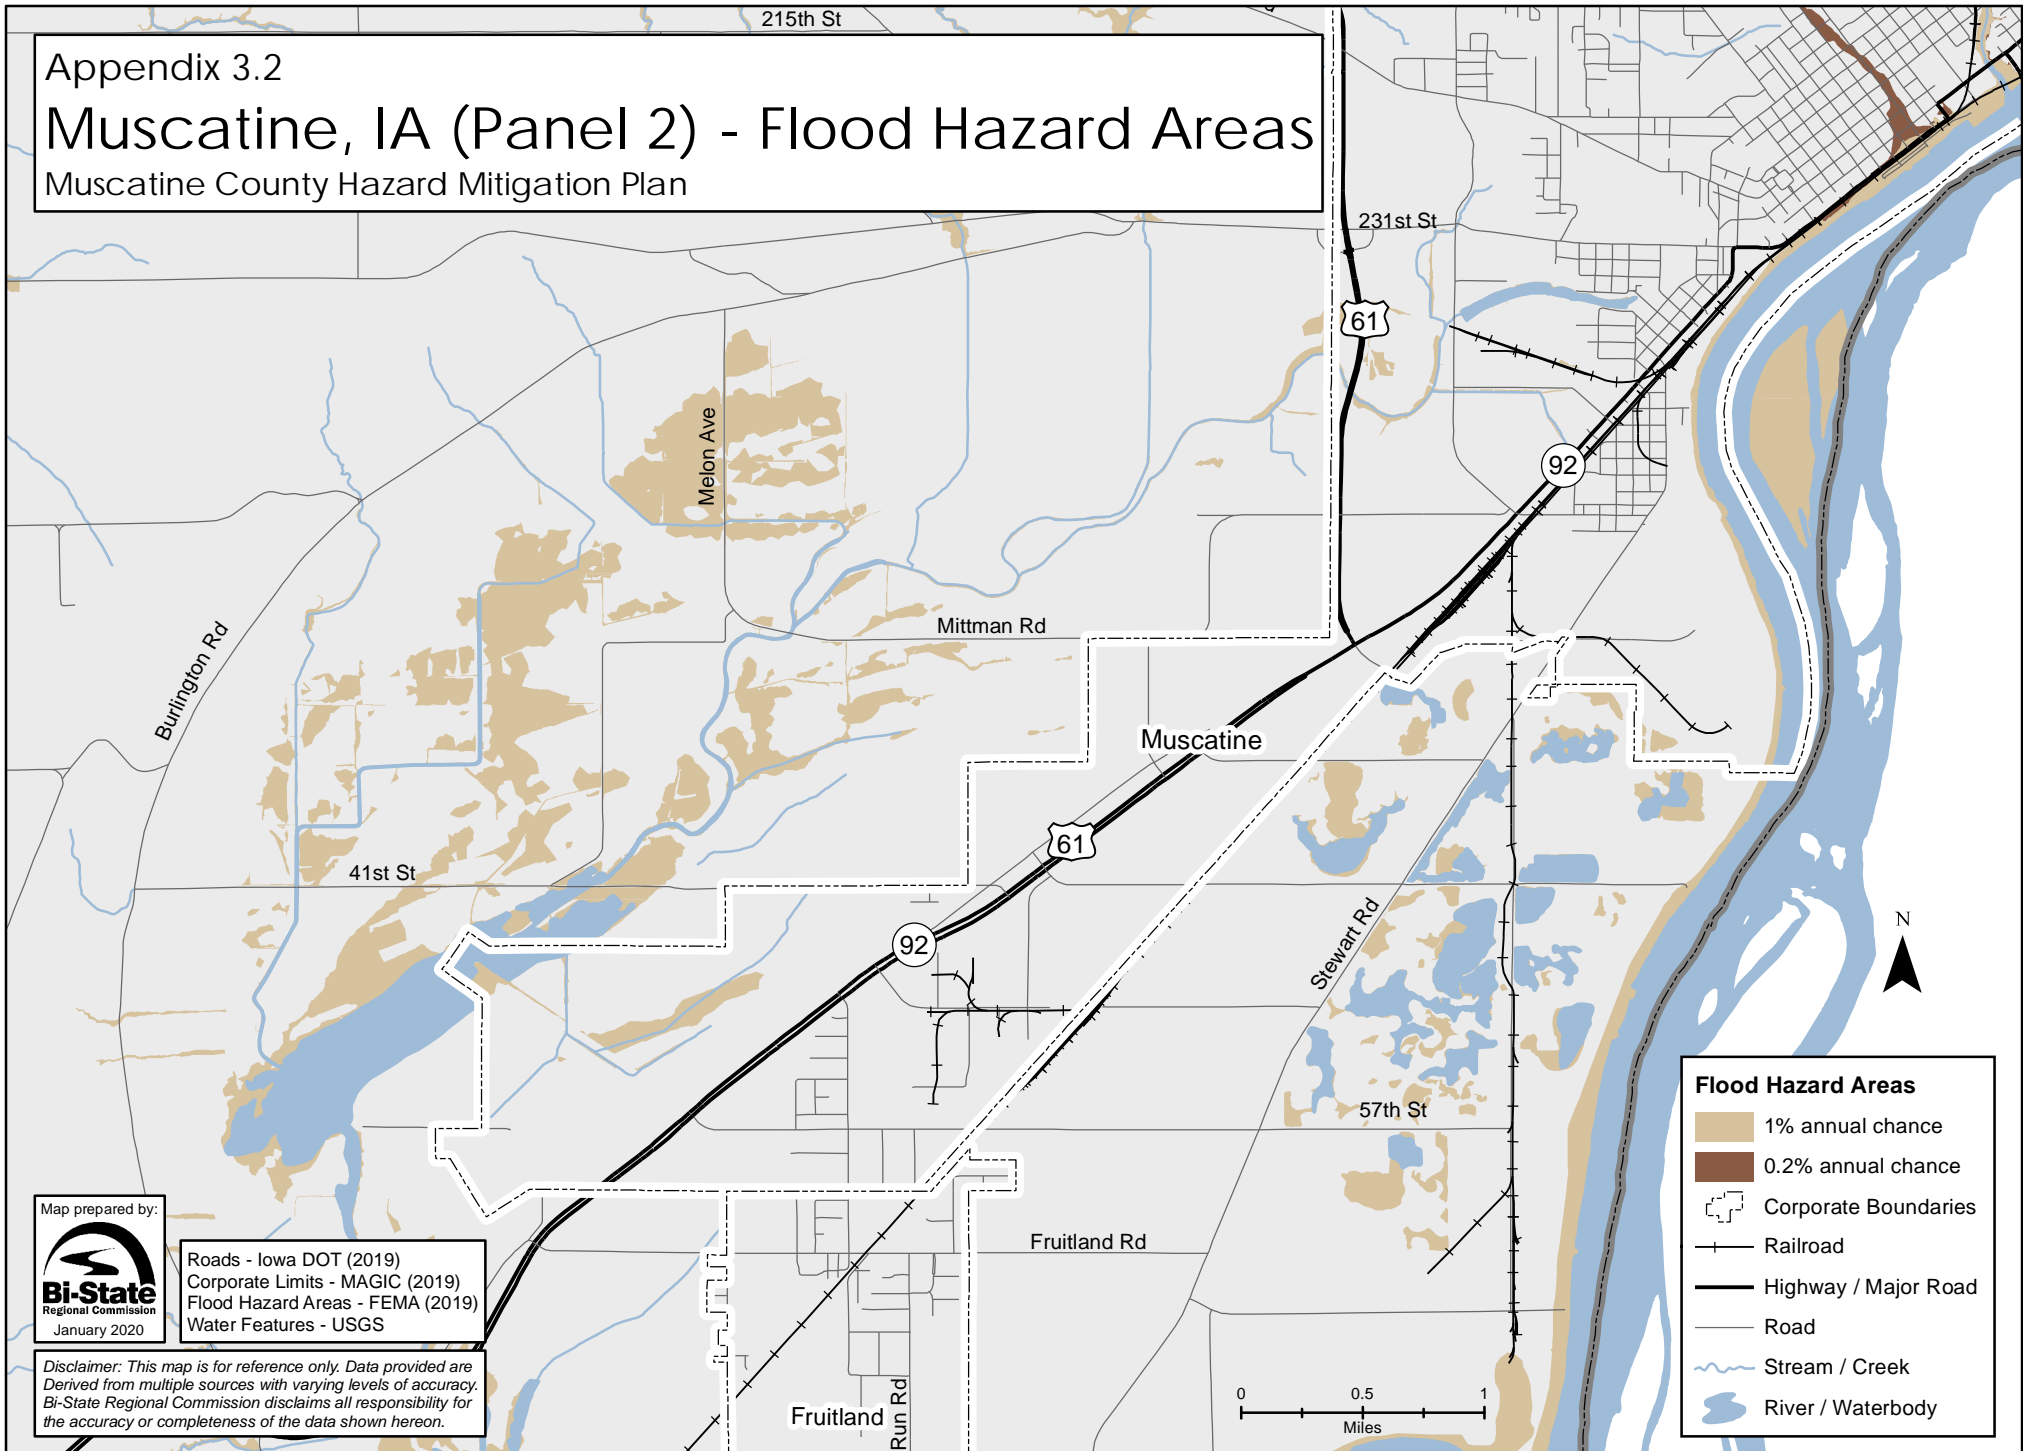 215th St
Appendix 3.2
Muscatine, IA (Panel 2) - Flood Hazard Areas
Muscatine County Hazard Mitigation Plan
231st St
61
Melon Ave
92
Mittman Rd
Burlington Rd
Muscatine
61
41st St
92
Stewart Rd
N
57th St
Fruitland Rd
Fruitland
Run Rd
Flood Hazard Areas
1% annual chance
0.2% annual chance
Corporate Boundaries
Railroad
Highway / Major Road
Road
Stream / Creek
River / Waterbody
Map prepared by:
Bi-State
Regional Commission
January 2020
Roads - Iowa DOT (2019)
Corporate Limits - MAGIC (2019)
Flood Hazard Areas - FEMA (2019)
Water Features - USGS
Disclaimer: This map is for reference only. Data provided are
Derived from multiple sources with varying levels of accuracy.
Bi-State Regional Commission disclaims all responsibility for
the accuracy or completeness of the data shown hereon.
0 0.5 1
Miles